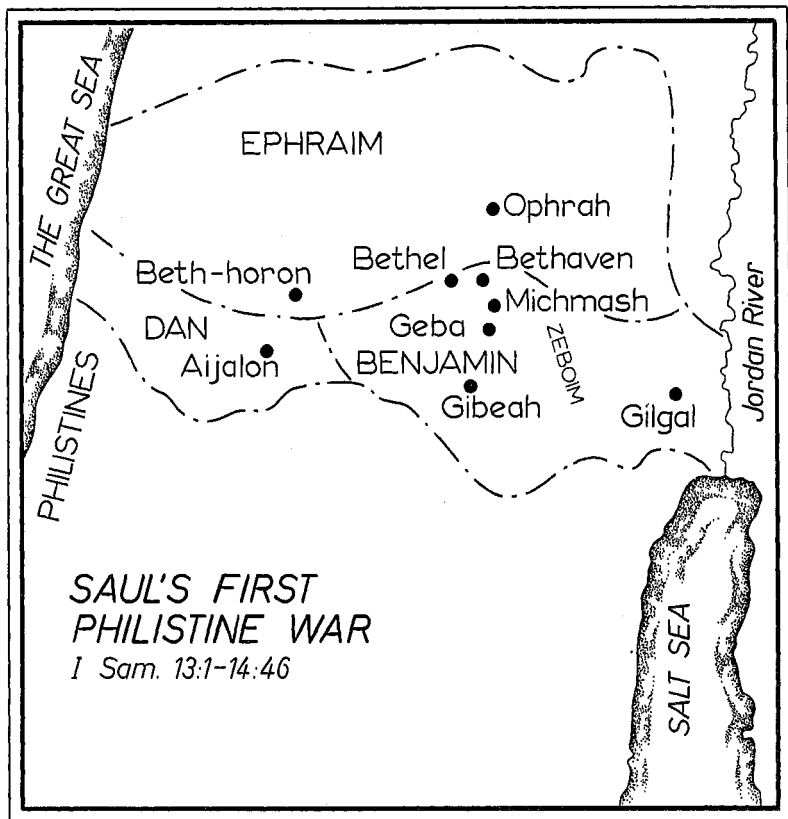 THE GREAT SEA
EPHRAIM
Ophrah
Beth-horon
Bethel
Bethaven
Michmash
DAN
Geba
ZEBOIM
Jordan River
Aijalon
BENJAMIN
Gibeah
Gilgal
PHILISTINES
SAUL'S FIRST
PHILISTINE WAR
I Sam. 13:1-14:46
SALT SEA